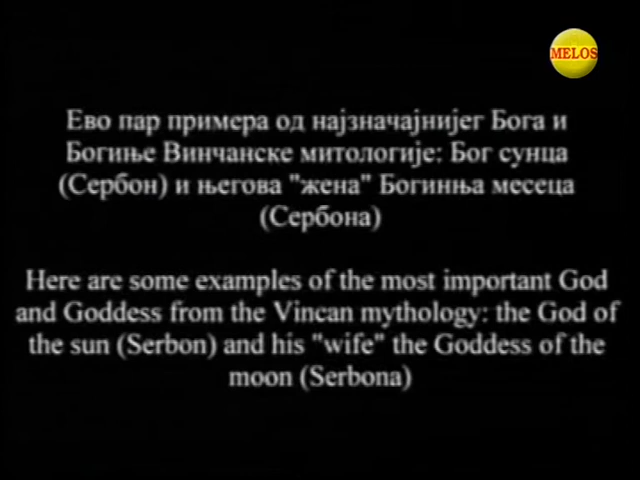 MELOS
Ево пар примера од најзначајнијег Бога и
Богиње Винчанске митологије: Бог сунца
(Сербон) и његова "жена" Богинња месеца
(Сербона)
Here are some examples of the most important God
and Goddess from the Vincan mythology: the God of
the sun (Serbon) and his "wife" the Goddess of the
moon (Serbona)